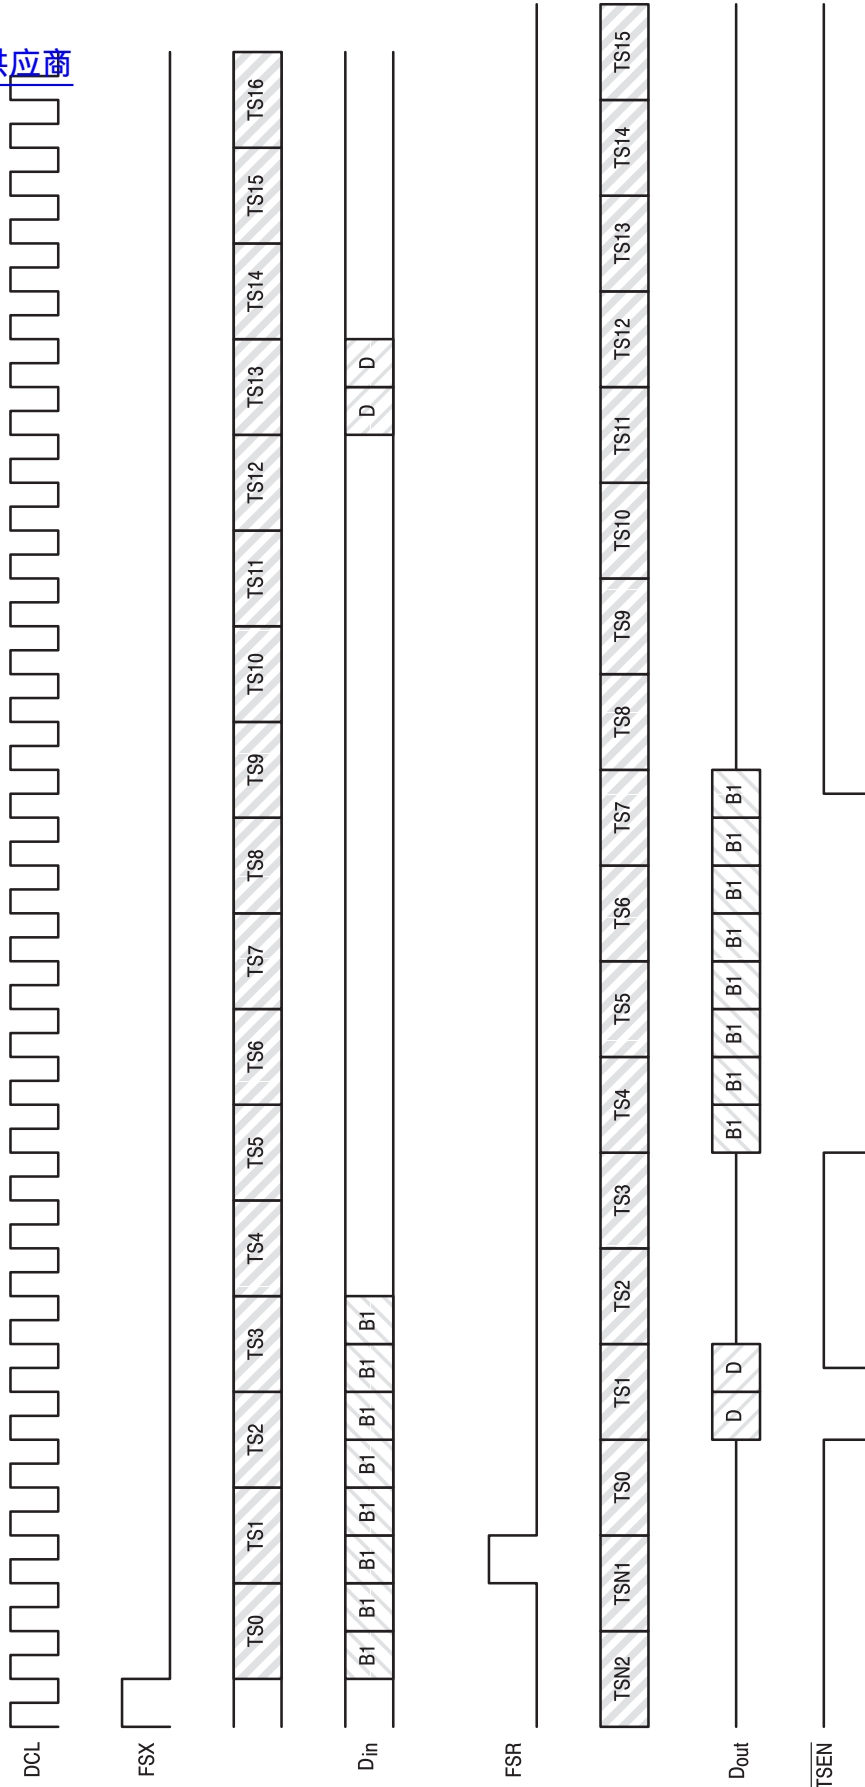 供应商
DCL
FSX
TS0 TS1 TS2 TS3 TS4 TS5 TS6 TS7 TS8 TS9 TS10 TS11 TS12 TS13 TS14 TS15 TS16
Din B1 B1 B1 B1 B1 B1 B1 B1 D D
FSR
TSN2 TSN1 TS0 TS1 TS2 TS3 TS4 TS5 TS6 TS7 TS8 TS9 TS10 TS11 TS12 TS13 TS14 TS15
Dout D D B1 B1 B1 B1 B1 B1 B1 B1
TSEN